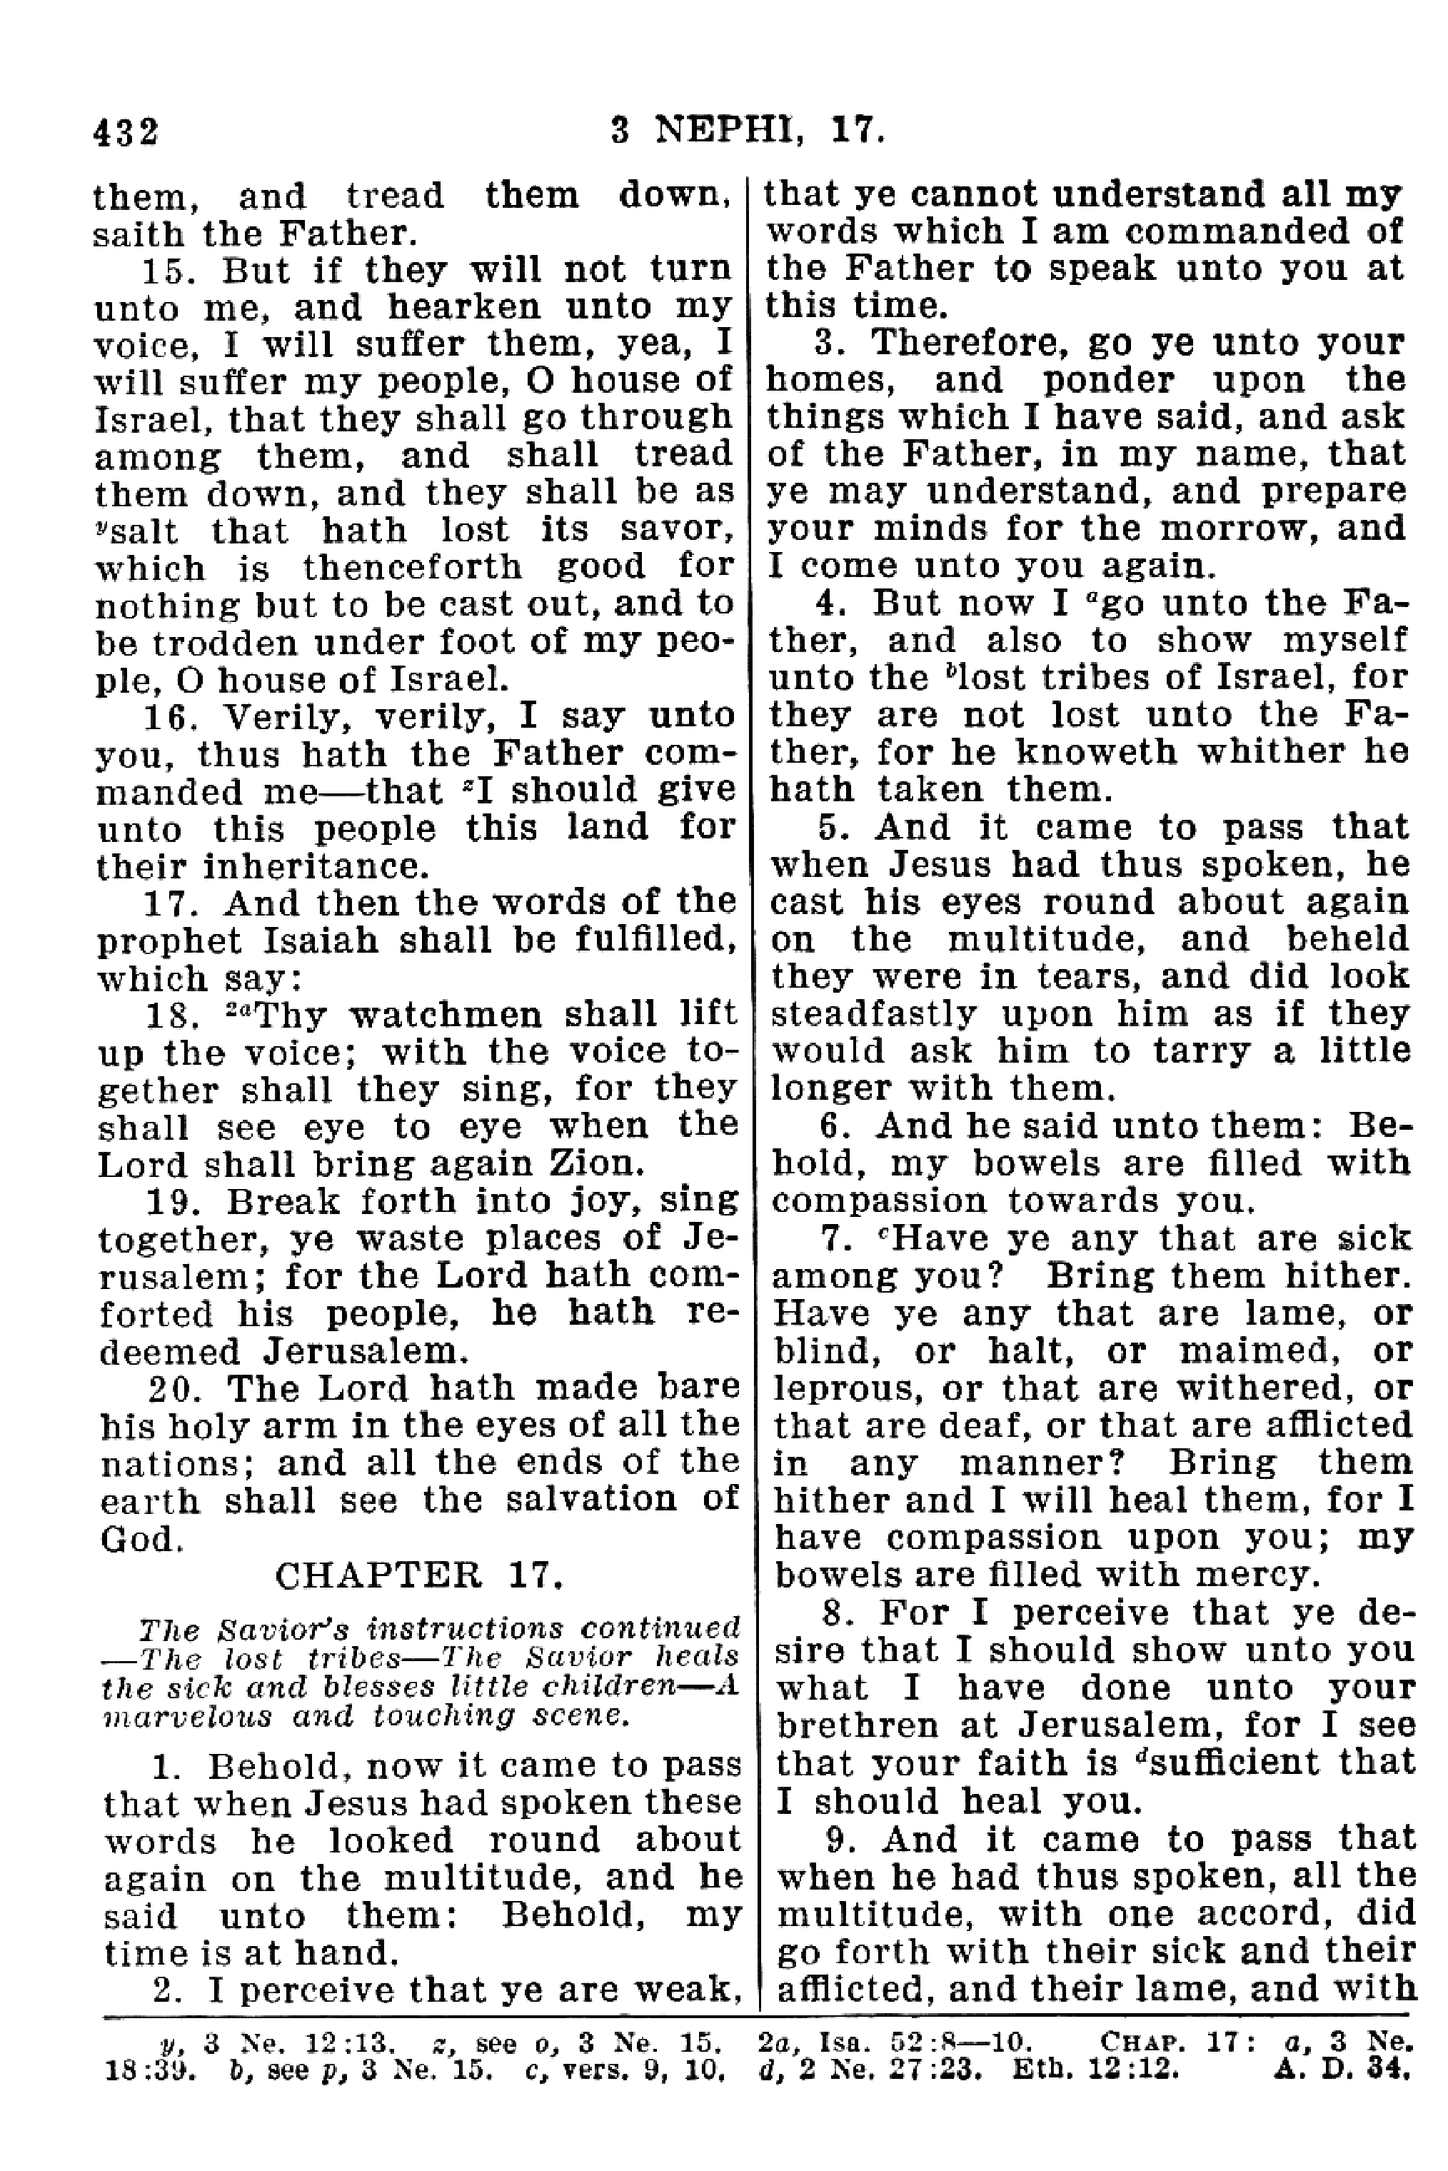 432
3 NEPHI, 17.
them, and tread them down,
saith the Father.
15. But if they will not turn
unto me, and hearken unto my
voice, I will suffer them, yea, I
will suffer my people, O house of
Israel, that they shall go through
among them, and shall tread
them down, and they shall be as
ysalt that hath lost its savor,
which is thenceforth good for
nothing but to be cast out, and to
be trodden under foot of my peo-
ple, O house of Israel.
16. Verily, verily, I say unto
you, thus hath the Father com-
manded me—that zI should give
unto this people this land for
their inheritance.
17. And then the words of the
prophet Isaiah shall be fulfilled,
which say:
18. 2aThy watchmen shall lift
up the voice; with the voice to-
gether shall they sing, for they
shall see eye to eye when the
Lord shall bring again Zion.
19. Break forth into joy, sing
together, ye waste places of Je-
rusalem; for the Lord hath com-
forted his people, he hath re-
deemed Jerusalem.
20. The Lord hath made bare
his holy arm in the eyes of all the
nations; and all the ends of the
earth shall see the salvation of
God.
CHAPTER 17.
The Savior's instructions continued
—The lost tribes—The Savior heals
the sick and blesses little children—A
marvelous and touching scene.
1. Behold, now it came to pass
that when Jesus had spoken these
words he looked round about
again on the multitude, and he
said unto them: Behold, my
time is at hand.
2. I perceive that ye are weak,
that ye cannot understand all my
words which I am commanded of
the Father to speak unto you at
this time.
3. Therefore, go ye unto your
homes, and ponder upon the
things which I have said, and ask
of the Father, in my name, that
ye may understand, and prepare
your minds for the morrow, and
I come unto you again.
4. But now I ago unto the Fa-
ther, and also to show myself
unto the blost tribes of Israel, for
they are not lost unto the Fa-
ther, for he knoweth whither he
hath taken them.
5. And it came to pass that
when Jesus had thus spoken, he
cast his eyes round about again
on the multitude, and beheld
they were in tears, and did look
steadfastly upon him as if they
would ask him to tarry a little
longer with them.
6. And he said unto them: Be-
hold, my bowels are filled with
compassion towards you.
7. cHave ye any that are sick
among you? Bring them hither.
Have ye any that are lame, or
blind, or halt, or maimed, or
leprous, or that are withered, or
that are deaf, or that are afflicted
in any manner? Bring them
hither and I will heal them, for I
have compassion upon you; my
bowels are filled with mercy.
8. For I perceive that ye de-
sire that I should show unto you
what I have done unto your
brethren at Jerusalem, for I see
that your faith is dsufficient that
I should heal you.
9. And it came to pass that
when he had thus spoken, all the
multitude, with one accord, did
go forth with their sick and their
afflicted, and their lame, and with
y, 3 Ne. 12:13. z, see o, 3 Ne. 15. 2a, Isa. 52:8—10. CHAP. 17: a, 3 Ne.
18:39. b, see p, 3 Ne. 15. c, vers. 9, 10. d, 2 Ne. 27:23. Eth. 12:12. A. D. 34.